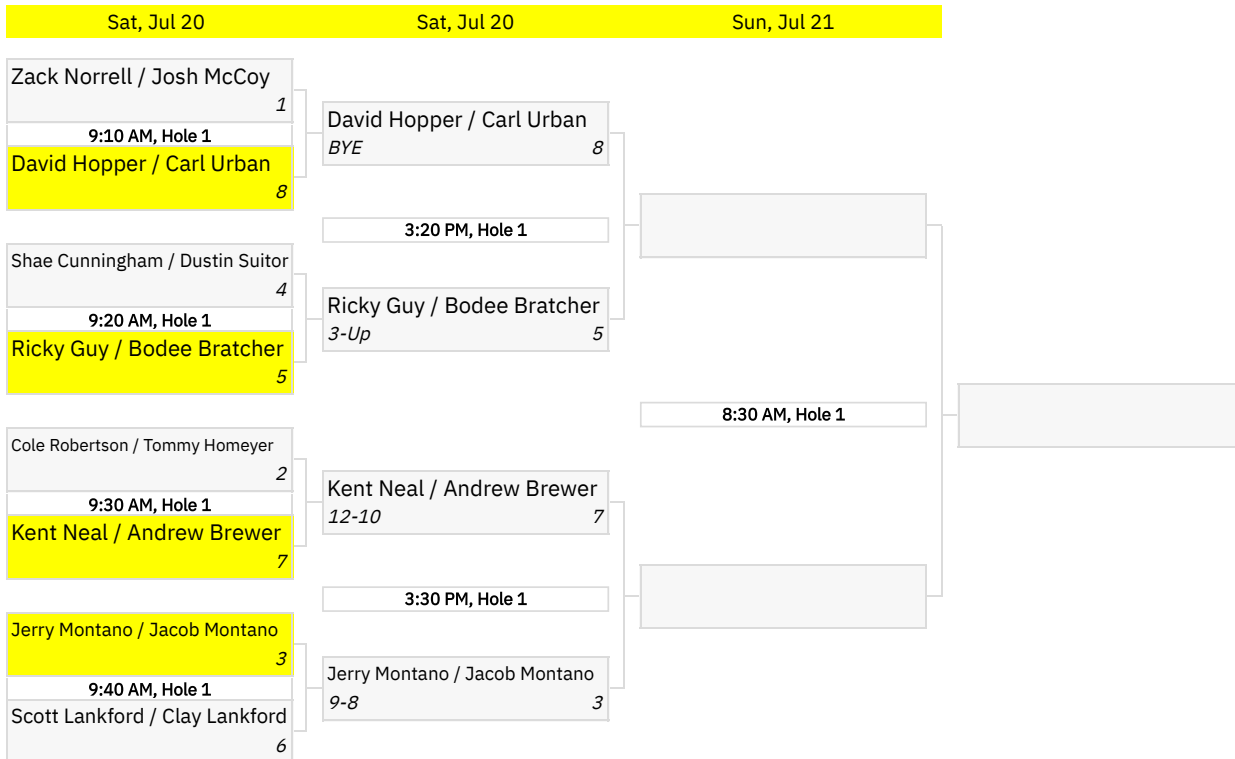 Sat, Jul 20
Sat, Jul 20
Sun, Jul 21
Zack Norrell / Josh McCoy
1
9:10 AM, Hole 1
David Hopper / Carl Urban
8
Shae Cunningham / Dustin Suitor
4
9:20 AM, Hole 1
Ricky Guy / Bodee Bratcher
5
Cole Robertson / Tommy Homeyer
2
9:30 AM, Hole 1
Kent Neal / Andrew Brewer
7
Jerry Montano / Jacob Montano
3
9:40 AM, Hole 1
Scott Lankford / Clay Lankford
6
David Hopper / Carl Urban
BYE 8
3:20 PM, Hole 1
Ricky Guy / Bodee Bratcher
3-Up 5
Kent Neal / Andrew Brewer
12-10 7
3:30 PM, Hole 1
Jerry Montano / Jacob Montano
9-8 3
8:30 AM, Hole 1